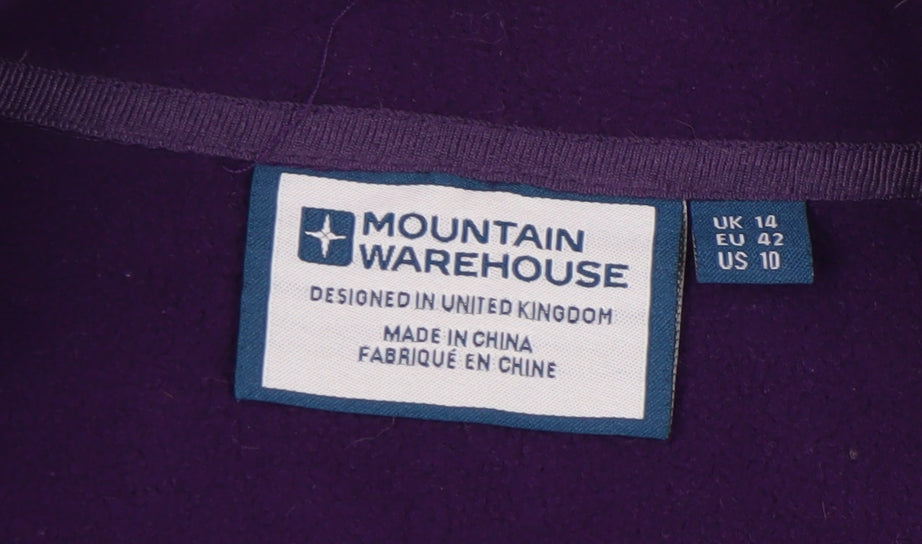 MOUNTAIN
WAREHOUSE
DESIGNED IN UNITED KINGDOM
MADE IN CHINA
FABRIQUÉ EN CHINE
UK 14
EU 42
US 10